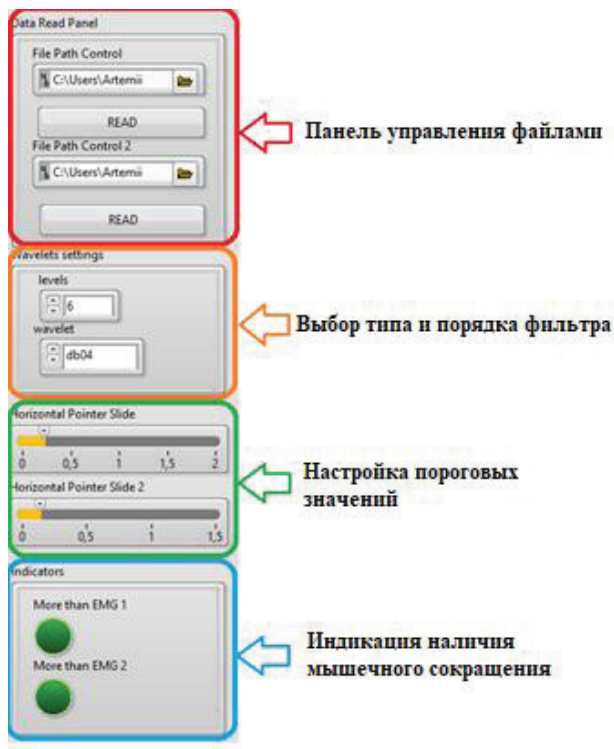 Data Read Panel
File Path Control
C:\Users\Artemii
READ
File Path Control 2
C:\Users\Artemii
READ
Панель управления файлами
Wavelets settings
levels
6
wavelet
db04
Выбор типа и порядка фильтра
Horizontal Pointer Slide
0 0,5 1 1,5 2
Horizontal Pointer Slide 2
0 0,5 1 1,5
Настройка пороговых
значений
Indicators
More than EMG 1
More than EMG 2
Индикация наличия
мышечного сокращения